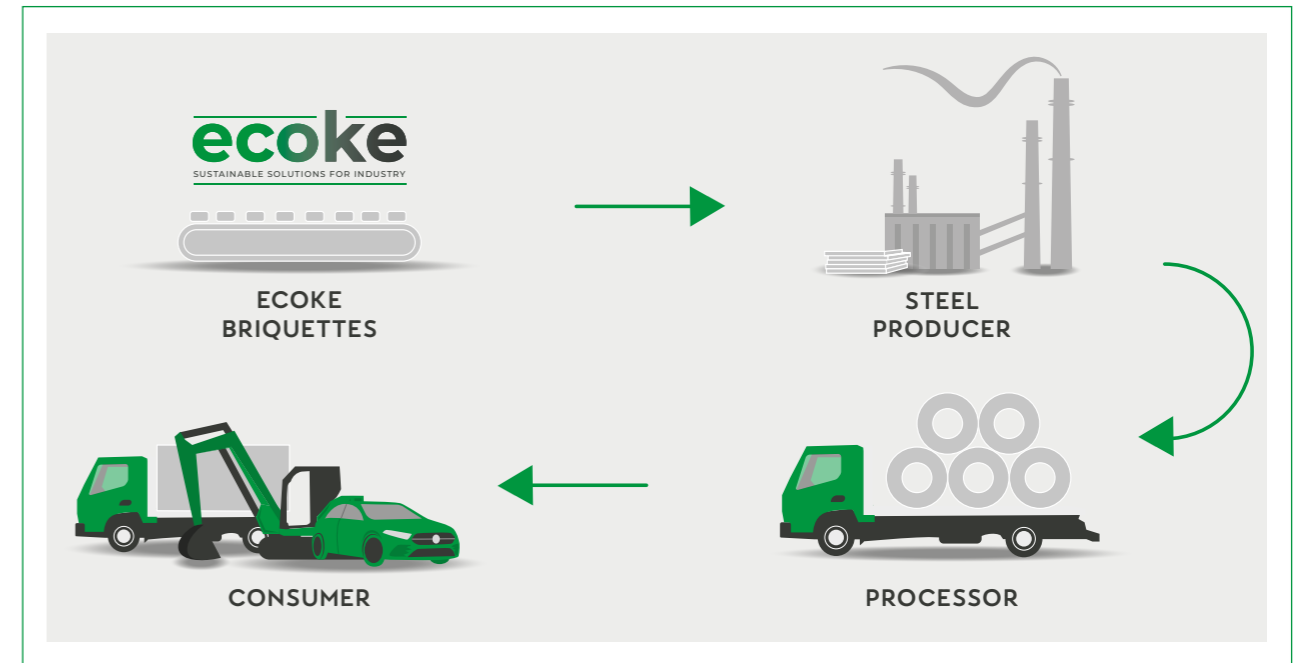 ecoke
SUSTAINABLE SOLUTIONS FOR INDUSTRY
ECOKE
BRIQUETTES
STEEL
PRODUCER
CONSUMER
PROCESSOR